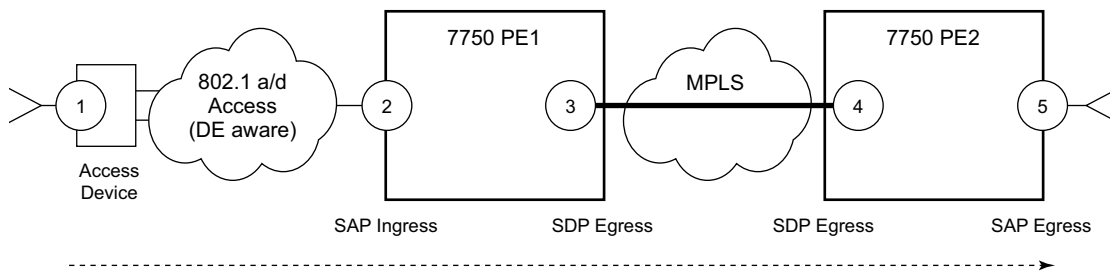 7750 PE1
7750 PE2
802.1 a/d
Access
(DE aware)
MPLS
1
2
3
4
5
Access
Device
SAP Ingress
SDP Egress
SDP Egress
SAP Egress